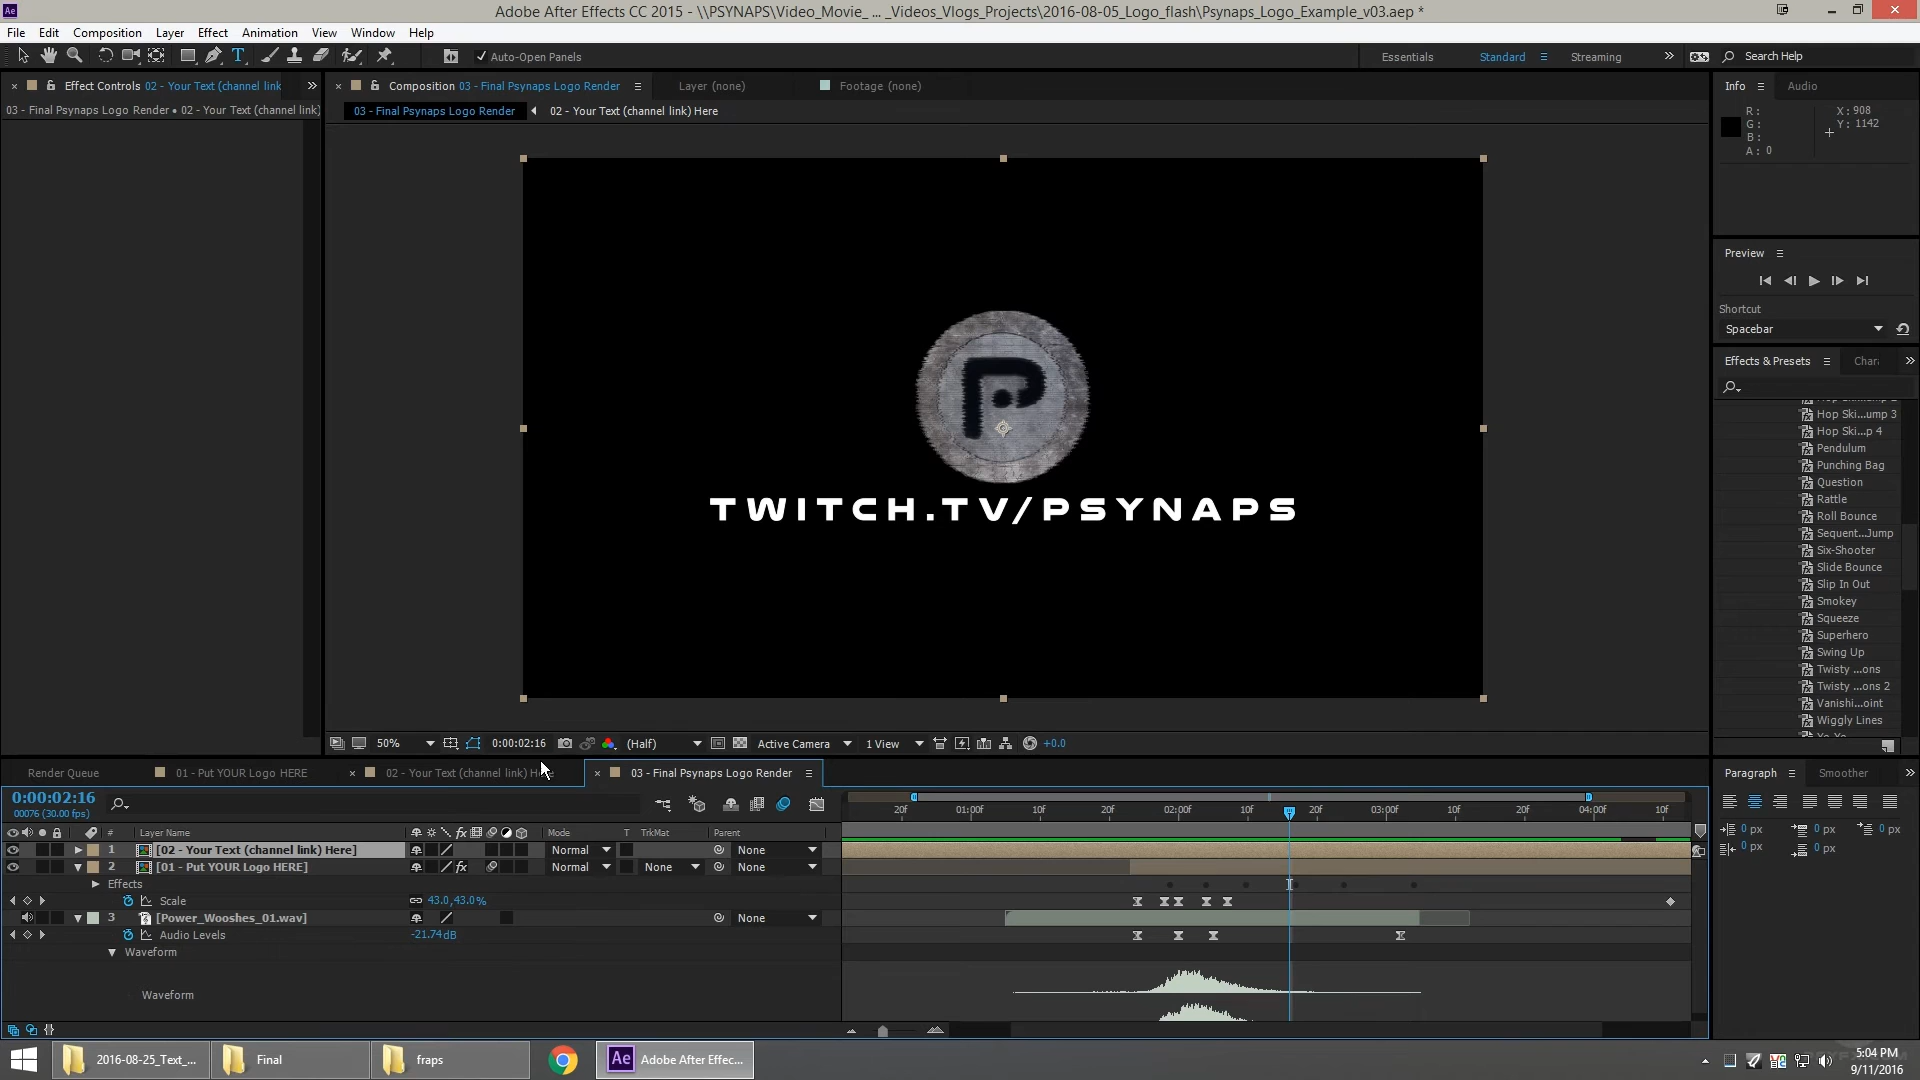 Adobe After Effects CC 2015 - \\PSYNAPS\Video_Movie_ ... _Videos_Vlogs_Projects\2016-08-05_Logo_flash\Psynaps_Logo_Example_v03.aep *
File Edit Composition Layer Effect Animation View Window Help
Auto-Open Panels
Essentials Standard Streaming Search Help
Effect Controls 02 - Your Text (channel link
Composition 03 - Final Psynaps Logo Render
Layer (none)
Footage (none)
Info Audio
03 - Final Psynaps Logo Render • 02 - Your Text (channel link)
03 - Final Psynaps Logo Render
02 - Your Text (channel link) Here
R:
G:
B:
A: 0
X: 908
Y: 1142
TWITCH.TV/PSYNAPS
Preview
Shortcut
Spacebar
Effects & Presets
Hop Ski...ump 3
Hop Ski...p 4
Pendulum
Punching Bag
Question
Rattle
Roll Bounce
Sequent...Jump
Six-Shooter
Slide Bounce
Slip In Out
Smokey
Squeeze
Superhero
Swing Up
Twisty ...ons
Twisty ...ons 2
Vanishi...oint
Wiggly Lines
50% 0:00:02:16 (Half) Active Camera 1 View +0.0
Render Queue 01 - Put YOUR Logo HERE 02 - Your Text (channel link) 03 - Final Psynaps Logo Render
Paragraph Smoother
0:00:02:16
00076 (30.00 fps)
20f 01:00f 10f 20f 02:00f 10f 20f 03:00f 10f 20f 04:00f 10f
# Layer Name Mode T TrkMat Parent
1 [02 - Your Text (channel link) Here] Normal None
2 [01 - Put YOUR Logo HERE] Normal None None
Effects
Scale 43.0,43.0%
3 [Power_Wooshes_01.wav] None
Audio Levels -21.74dB
Waveform
Waveform
0 px 0 px 0 px
0 px 0 px
2016-08-25_Text_... Final fraps Adobe After Effec...
5:04 PM
9/11/2016